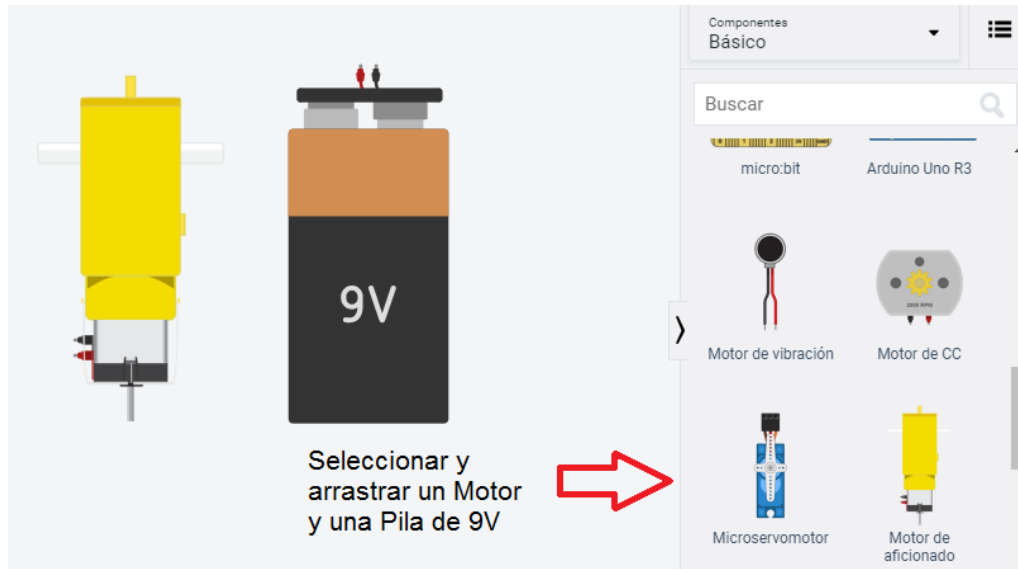 Componentes
Básico
Buscar
micro:bit
Arduino Uno R3
9V
Motor de vibración
Motor de CC
Seleccionar y
arrastrar un Motor
y una Pila de 9V
Microservomotor
Motor de
aficionado